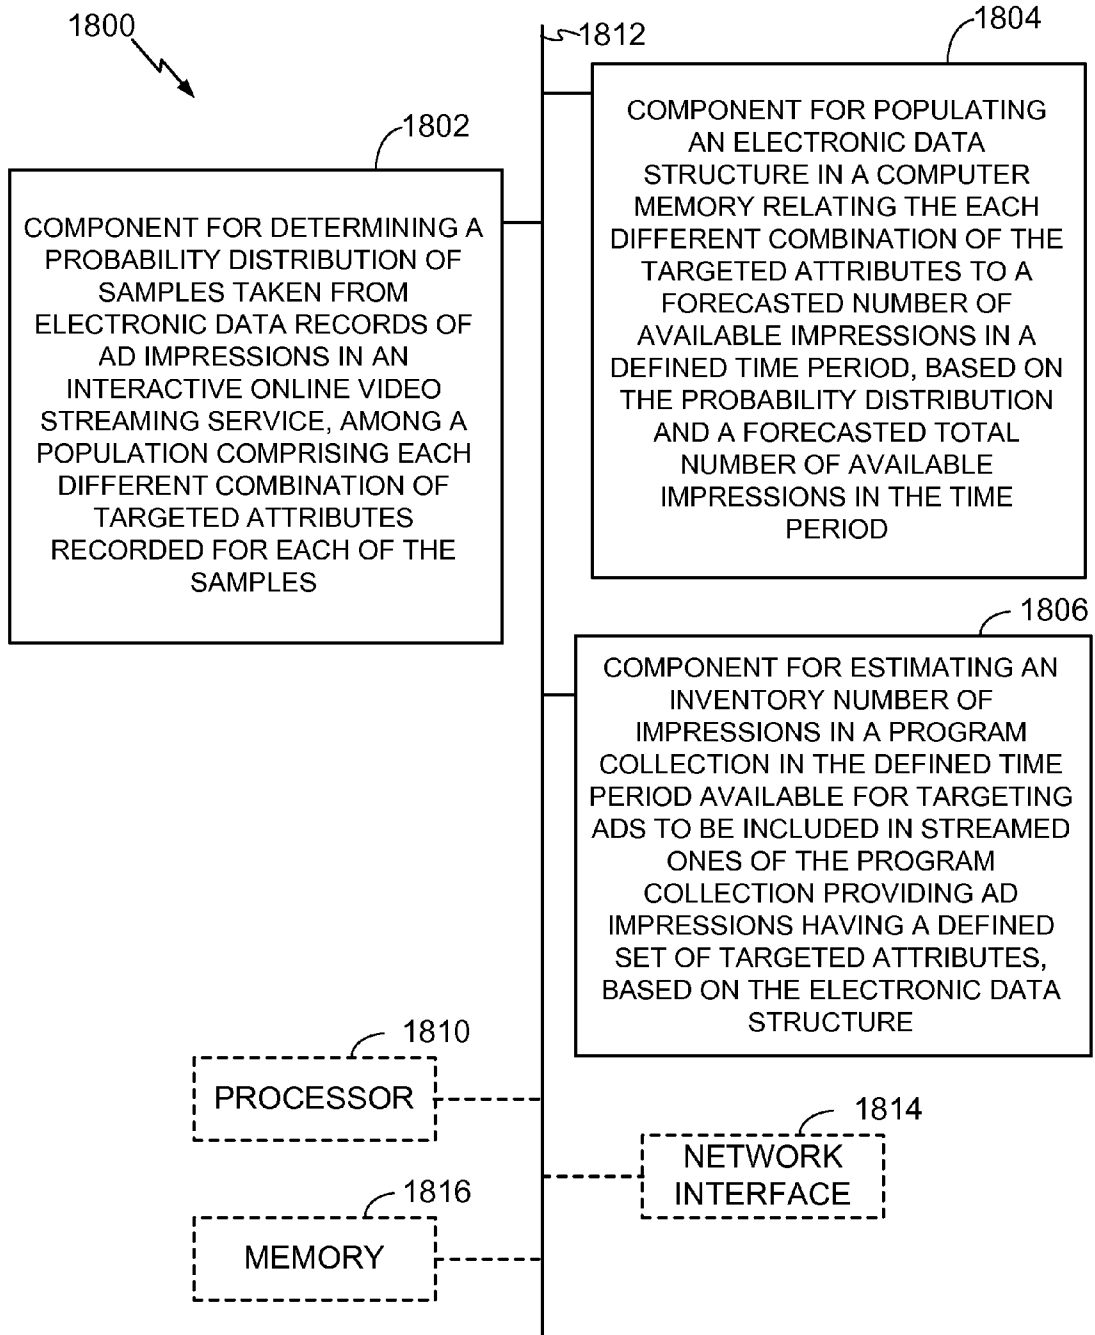 1800
1812
1804
1802
COMPONENT FOR POPULATING
AN ELECTRONIC DATA
STRUCTURE IN A COMPUTER
MEMORY RELATING THE EACH
DIFFERENT COMBINATION OF THE
TARGETED ATTRIBUTES TO A
FORECASTED NUMBER OF
AVAILABLE IMPRESSIONS IN A
DEFINED TIME PERIOD, BASED ON
THE PROBABILITY DISTRIBUTION
AND A FORECASTED TOTAL
NUMBER OF AVAILABLE
IMPRESSIONS IN THE TIME
PERIOD
COMPONENT FOR DETERMINING A
PROBABILITY DISTRIBUTION OF
SAMPLES TAKEN FROM
ELECTRONIC DATA RECORDS OF
AD IMPRESSIONS IN AN
INTERACTIVE ONLINE VIDEO
STREAMING SERVICE, AMONG A
POPULATION COMPRISING EACH
DIFFERENT COMBINATION OF
TARGETED ATTRIBUTES
RECORDED FOR EACH OF THE
SAMPLES
1806
COMPONENT FOR ESTIMATING AN
INVENTORY NUMBER OF
IMPRESSIONS IN A PROGRAM
COLLECTION IN THE DEFINED TIME
PERIOD AVAILABLE FOR TARGETING
ADS TO BE INCLUDED IN STREAMED
ONES OF THE PROGRAM
COLLECTION PROVIDING AD
IMPRESSIONS HAVING A DEFINED
SET OF TARGETED ATTRIBUTES,
BASED ON THE ELECTRONIC DATA
STRUCTURE
1810
PROCESSOR
1814
NETWORK
INTERFACE
1816
MEMORY